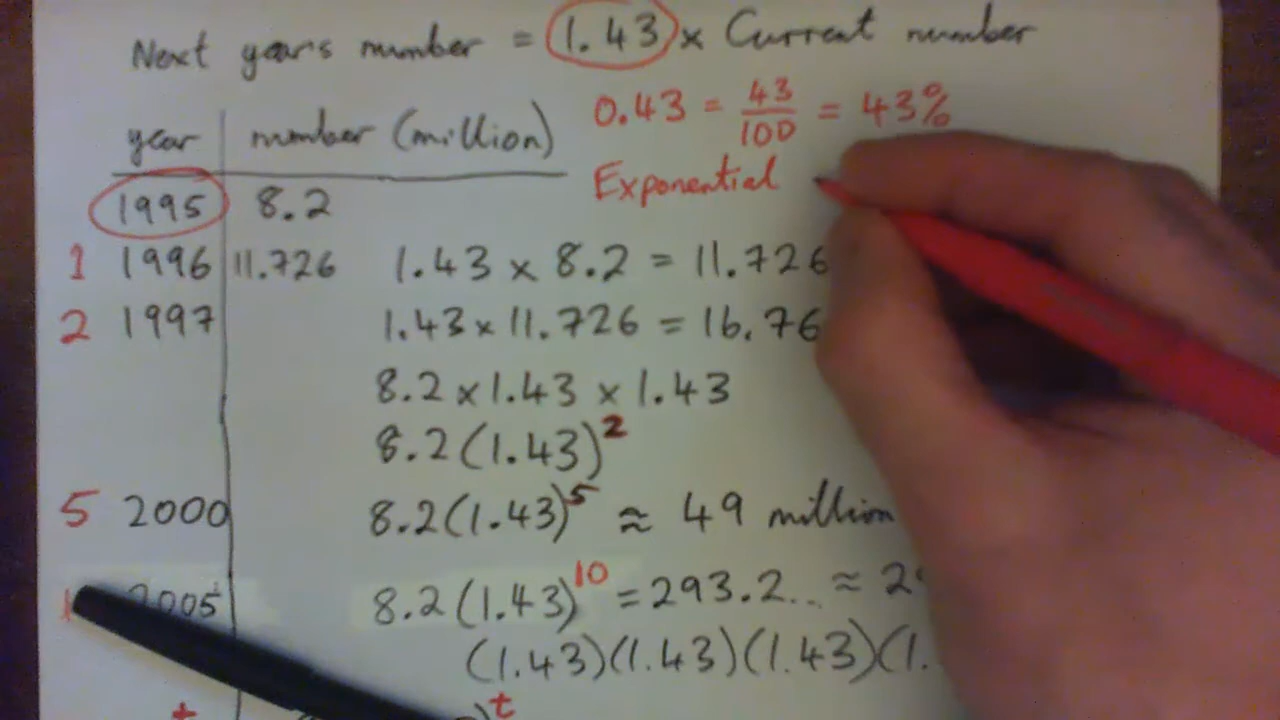 Next years number = 1.43 × Current number
0.43 = 43/100 = 43%
year number (million)
Exponential
1995 8.2
1 1996 11.726 1.43 × 8.2 = 11.726
2 1997 1.43 × 11.726 = 16.76
8.2 × 1.43 × 1.43
8.2(1.43)²
5 2000 8.2(1.43)⁵ ≈ 49 million
2005 8.2(1.43)¹⁰ = 293.2.. ≈ 2
(1.43)(1.43)(1.43)(1.
t )ᵗ